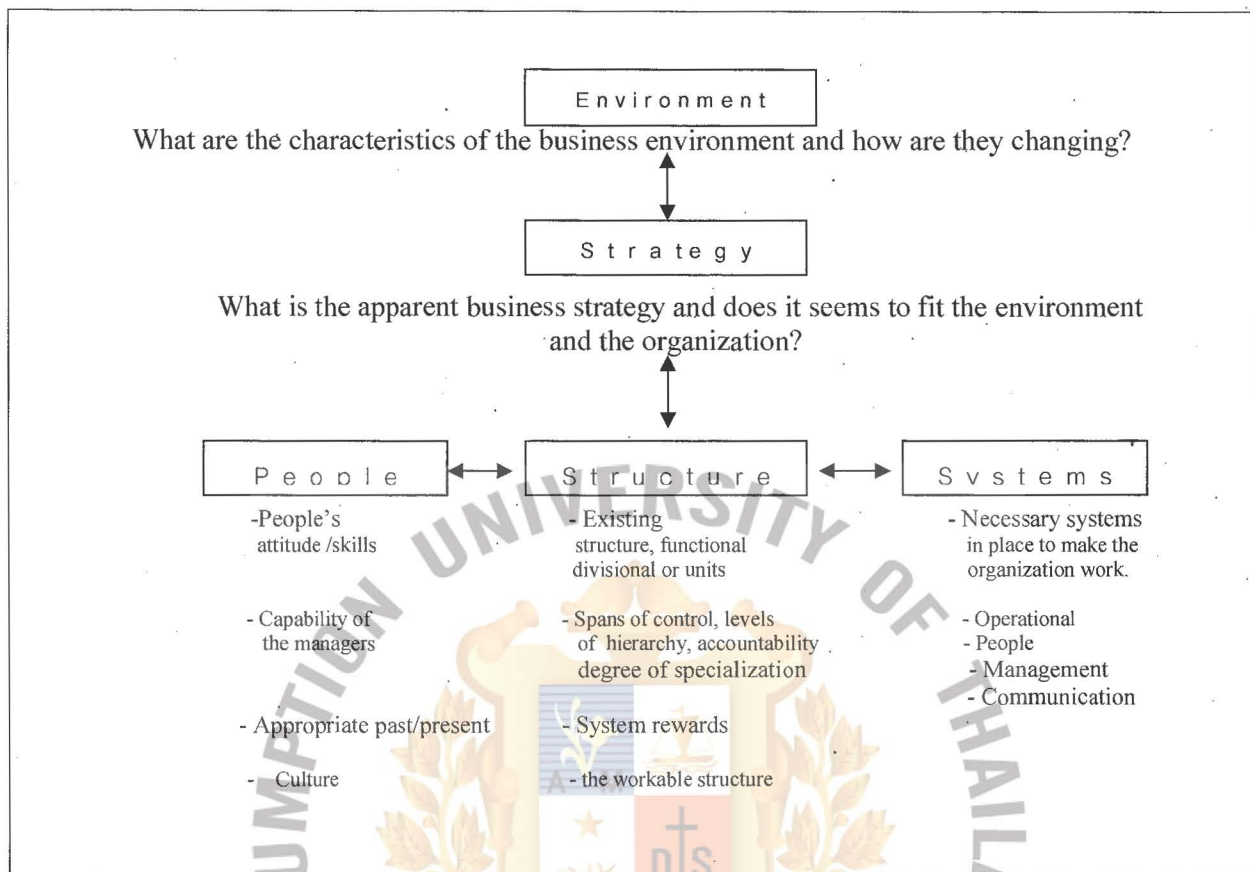 Environment
What are the characteristics of the business environment and how are they changing?
Strategy
What is the apparent business strategy and does it seems to fit the environment
and the organization?
People
Structure
Systems
-People's
attitude /skills
- Capability of
the managers
- Appropriate past/present
- Culture
- Existing
structure, functional
divisional or units
- Spans of control, levels
of hierarchy, accountability
degree of specialization
- System rewards
- the workable structure
- Necessary systems
in place to make the
organization work.
- Operational
- People
- Management
- Communication
UMPTION UNIVERSITY OF THAILA
A M
D S